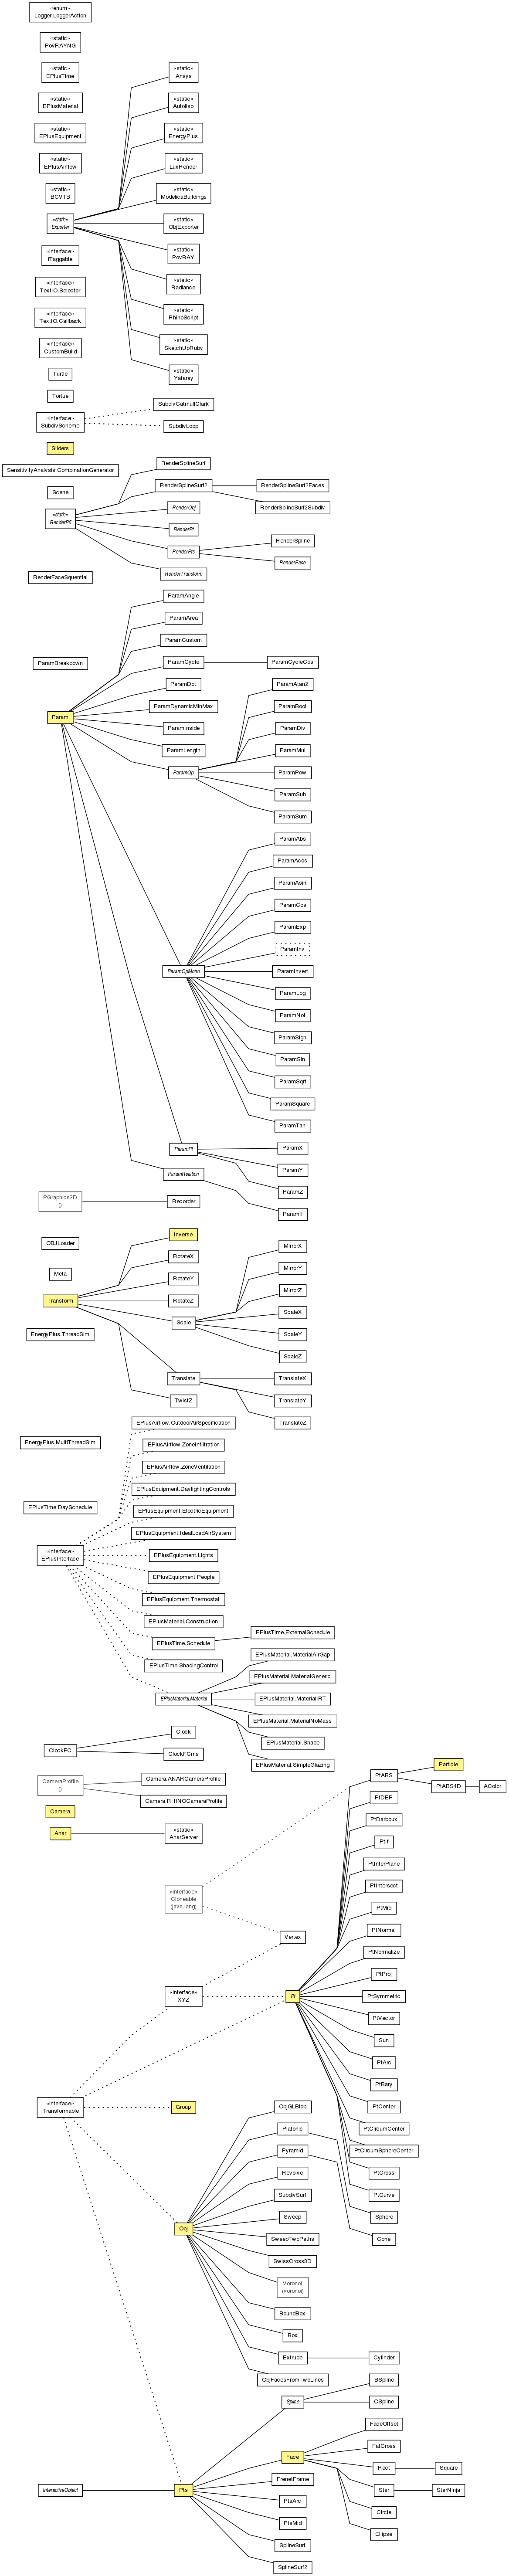 «enum»
Logger.LoggerAction
«static»
PovRAYNG
«static»
EPlusTime
«static»
Ansys
«static»
EPlusMaterial
«static»
Autolisp
«static»
EPlusEquipment
«static»
EnergyPlus
«static»
EPlusAirflow
«static»
LuxRender
«static»
BCVTB
«static»
ModelicaBuildings
«static»
Exporter
«static»
ObjExporter
«interface»
iTaggable
«static»
PovRAY
«interface»
TextIO.Selector
«static»
Radiance
«interface»
TextIO.Callback
«static»
RhinoScript
«interface»
CustomBuild
«static»
SketchUpRuby
Turtle
«static»
Yafaray
Tortue
SubdivCatmullClark
«interface»
SubdivScheme
SubdivLoop
Sliders
RenderSplineSurf
SensitivityAnalysis.CombinationGenerator
RenderSplineSurf2
RenderSplineSurf2Faces
Scene
RenderObj
RenderSplineSurf2Subdiv
«static»
RenderPS
RenderPt
RenderSpline
RenderPts
RenderFace
RenderTransform
RenderFaceSquential
ParamAngle
ParamArea
ParamCustom
ParamBreakdown
ParamCycle
ParamCycleCos
ParamDot
ParamAtan2
ParamDynamicMinMax
ParamBool
Param
ParamInside
ParamDiv
ParamLength
ParamMul
ParamOp
ParamPow
ParamSub
ParamSum
ParamAbs
ParamAcos
ParamAsin
ParamCos
ParamExp
ParamInv
ParamOpMono
ParamInvert
ParamLog
ParamNot
ParamSign
ParamSin
ParamSqrt
ParamSquare
ParamTan
ParamPt
ParamX
ParamY
ParamRelation
ParamZ
PGraphics3D
()
Recorder
ParamIf
Inverse
OBJLoader
MirrorX
RotateX
MirrorY
Meta
RotateY
MirrorZ
Transform
RotateZ
ScaleX
Scale
ScaleY
EnergyPlus.ThreadSim
ScaleZ
Translate
TranslateX
TwistZ
TranslateY
EPlusAirflow.OutdoorAirSpecification
TranslateZ
EnergyPlus.MultiThreadSim
EPlusAirflow.ZoneInfiltration
EPlusAirflow.ZoneVentilation
EPlusEquipment.DaylightingControls
EPlusTime.DaySchedule
EPlusEquipment.ElectricEquipment
EPlusEquipment.IdealLoadAirSystem
«interface»
EPlusInterface
EPlusEquipment.Lights
EPlusEquipment.People
EPlusEquipment.Thermostat
EPlusMaterial.Construction
EPlusTime.ExternalSchedule
EPlusTime.Schedule
EPlusMaterial.MaterialAirGap
EPlusTime.ShadingControl
EPlusMaterial.MaterialGeneric
EPlusMaterial.Material
EPlusMaterial.MaterialIRT
EPlusMaterial.MaterialNoMass
Clock
EPlusMaterial.Shade
ClockFC
ClockFCms
EPlusMaterial.SimpleGlazing
Particle
Camera.ANARCameraProfile
PtABS
CameraProfile
()
PtABS4D
AColor
Camera.RHINOCameraProfile
PtDER
Camera
PtDarboux
Anar
«static»
AnarServer
PtIf
PtInterPlane
PtIntersect
«interface»
Cloneable
(java.lang)
PtMid
PtNormal
Vertex
PtNormalize
PtProj
«interface»
XYZ
Pt
PtSymmetric
PtVector
Sun
PtArc
PtBary
«interface»
iTransformable
Group
ObjGLBlob
PtCenter
Platonic
PtCircumCenter
Pyramid
PtCircumSphereCenter
Revolve
PtCross
SubdivSurf
PtCurve
Sweep
Sphere
Obj
SweepTwoPaths
Cone
SwissCross3D
Voronoi
(voronoi)
BoundBox
Box
Extrude
Cylinder
ObjFacesFromTwoLines
BSpline
Spline
CSpline
FaceOffset
FatCross
Face
Rect
Square
FrenetFrame
InteractiveObject
Pts
Star
StarNinja
PtsArc
Circle
PtsMid
Ellipse
SplineSurf
SplineSurf2